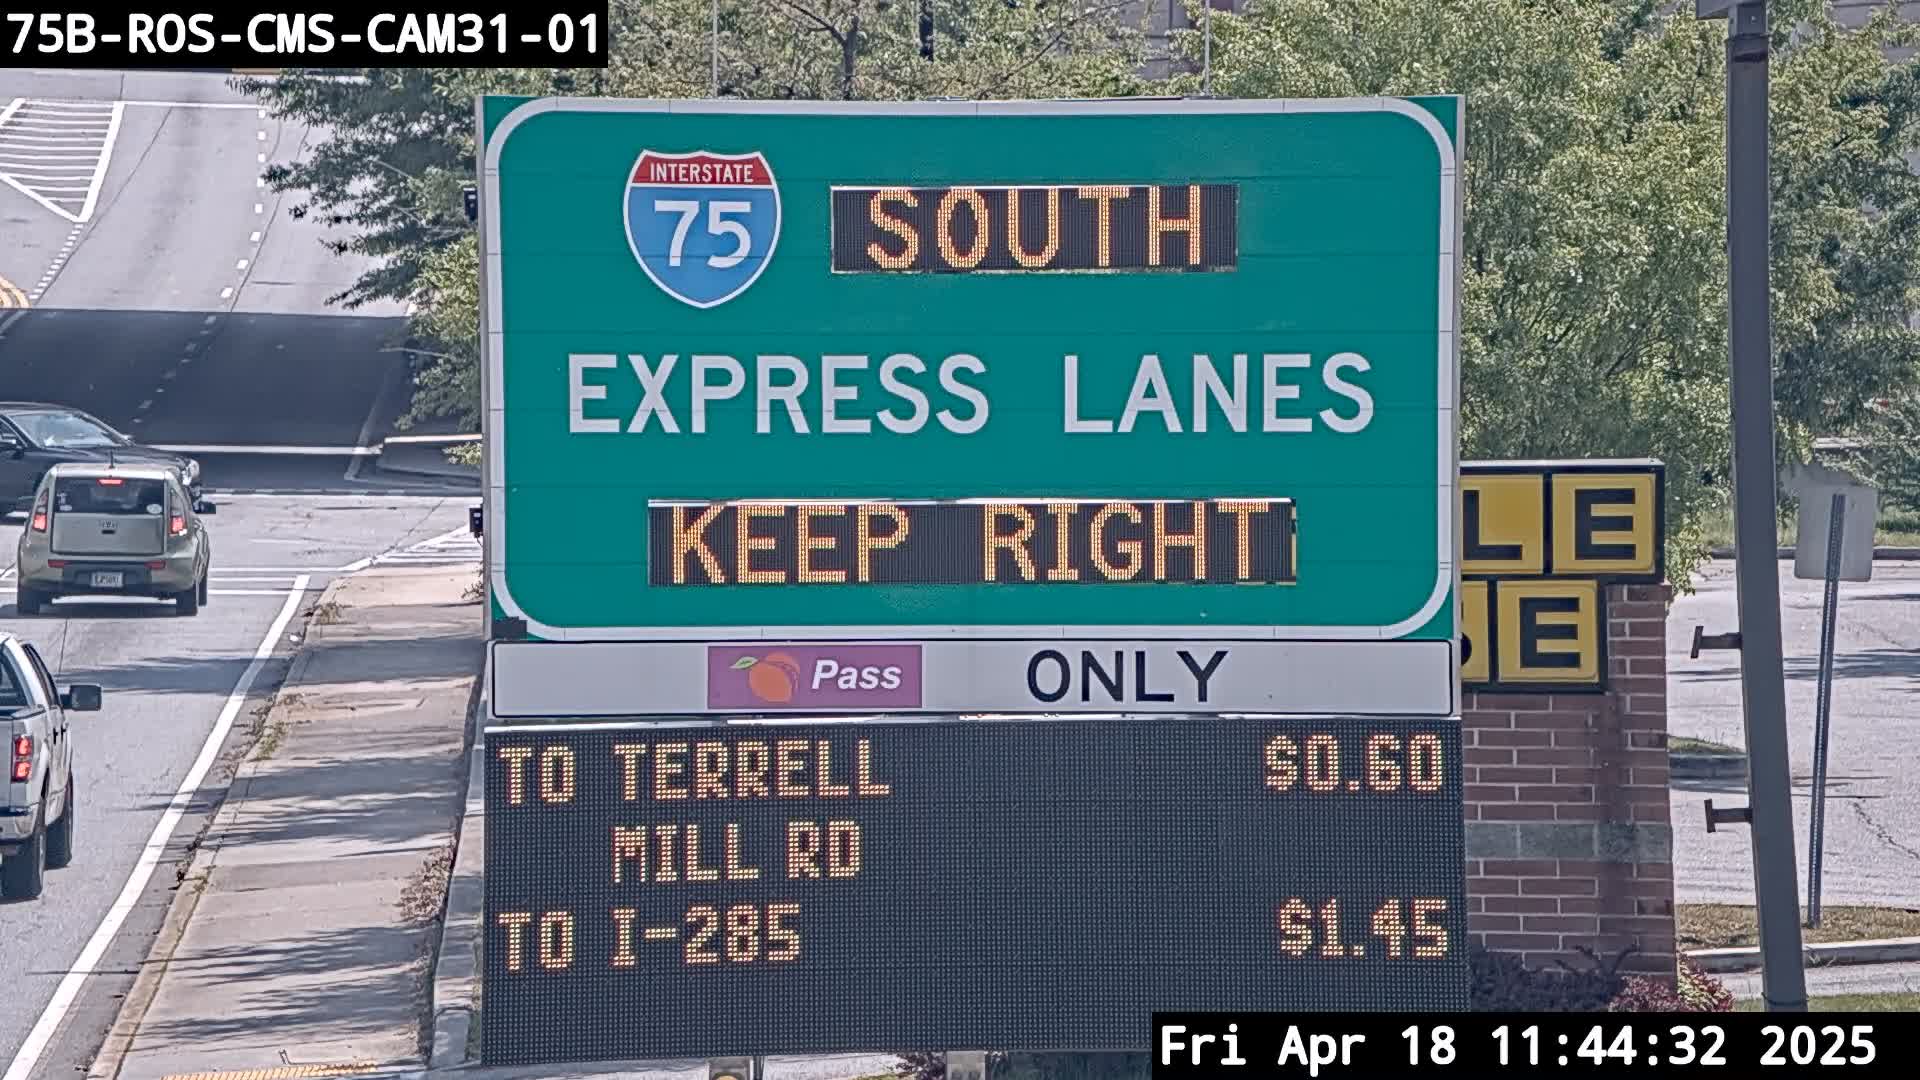 75B-ROS-CMS-CAM31-01
INTERSTATE
75
SOUTH
EXPRESS LANES
KEEP RIGHT
Pass ONLY
TO TERRELL $0.60
MILL RD
TO I-285 $1.45
LE
E
Fri Apr 18 11:44:32 2025